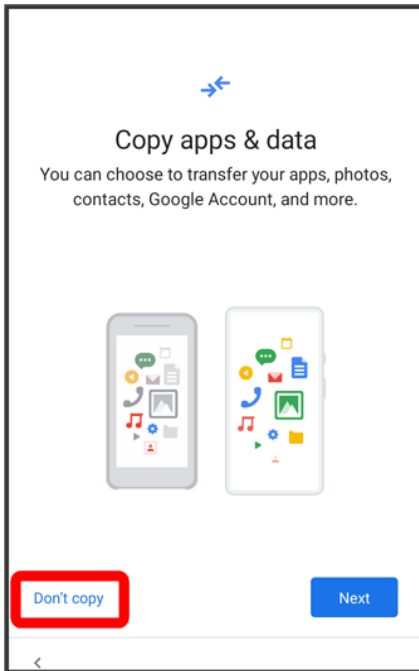 Copy apps & data
You can choose to transfer your apps, photos,
contacts, Google Account, and more.
Don't copy
Next